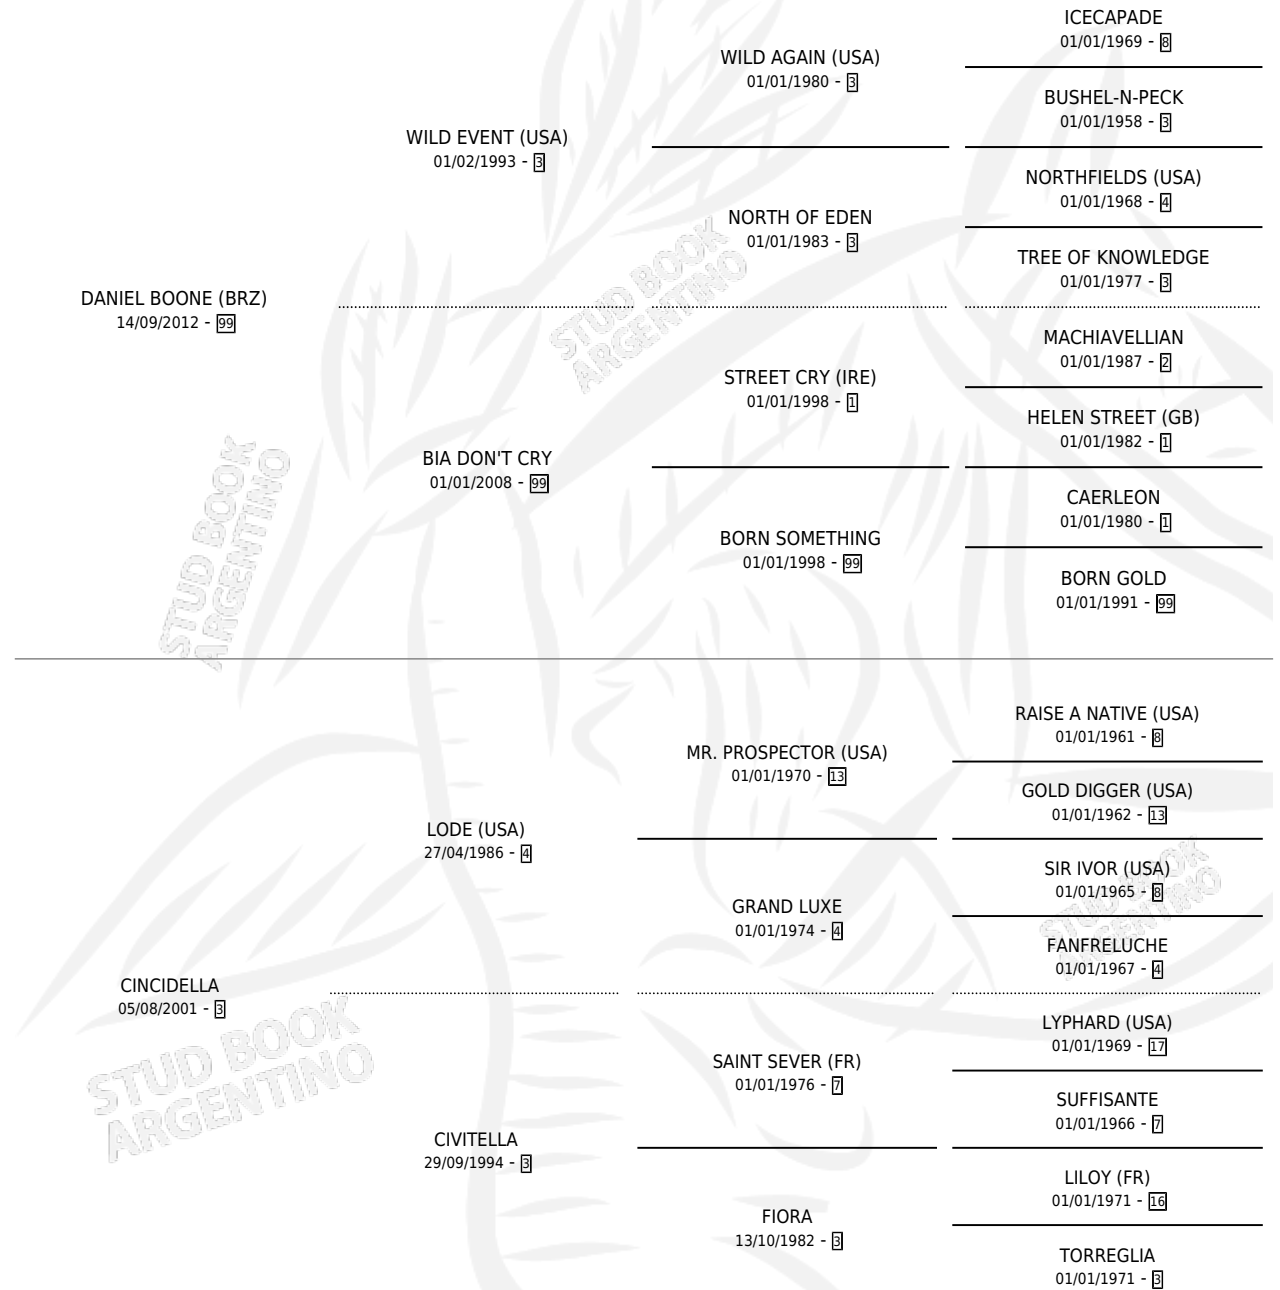 ICECAPADE
01/01/1969 - 8
WILD AGAIN (USA)
01/01/1980 - 3
BUSHEL-N-PECK
01/01/1958 - 3
WILD EVENT (USA)
01/02/1993 - 3
NORTHFIELDS (USA)
01/01/1968 - 4
NORTH OF EDEN
01/01/1983 - 3
TREE OF KNOWLEDGE
01/01/1977 - 3
DANIEL BOONE (BRZ)
14/09/2012 - 99
STUD BOOK
ARGENTINO
MACHIAVELLIAN
01/01/1987 - 2
STREET CRY (IRE)
01/01/1998 - 1
HELEN STREET (GB)
01/01/1982 - 1
BIA DON'T CRY
01/01/2008 - 99
CAERLEON
01/01/1980 - 1
BORN SOMETHING
01/01/1998 - 99
BORN GOLD
01/01/1991 - 99
STUD BOOK
ARGENTINO
RAISE A NATIVE (USA)
01/01/1961 - 8
MR. PROSPECTOR (USA)
01/01/1970 - 13
GOLD DIGGER (USA)
01/01/1962 - 13
LODE (USA)
27/04/1986 - 4
SIR IVOR (USA)
01/01/1965 - 8
GRAND LUXE
01/01/1974 - 4
FANFRELUCHE
01/01/1967 - 4
STUD BOOK
ARGENTINO
CINCIDELLA
05/08/2001 - 3
LYPHARD (USA)
01/01/1969 - 17
SAINT SEVER (FR)
01/01/1976 - 7
SUFFISANTE
01/01/1966 - 7
STUD BOOK
ARGENTINO
CIVITELLA
29/09/1994 - 3
LILOY (FR)
01/01/1971 - 16
FIORA
13/10/1982 - 3
TORREGLIA
01/01/1971 - 3